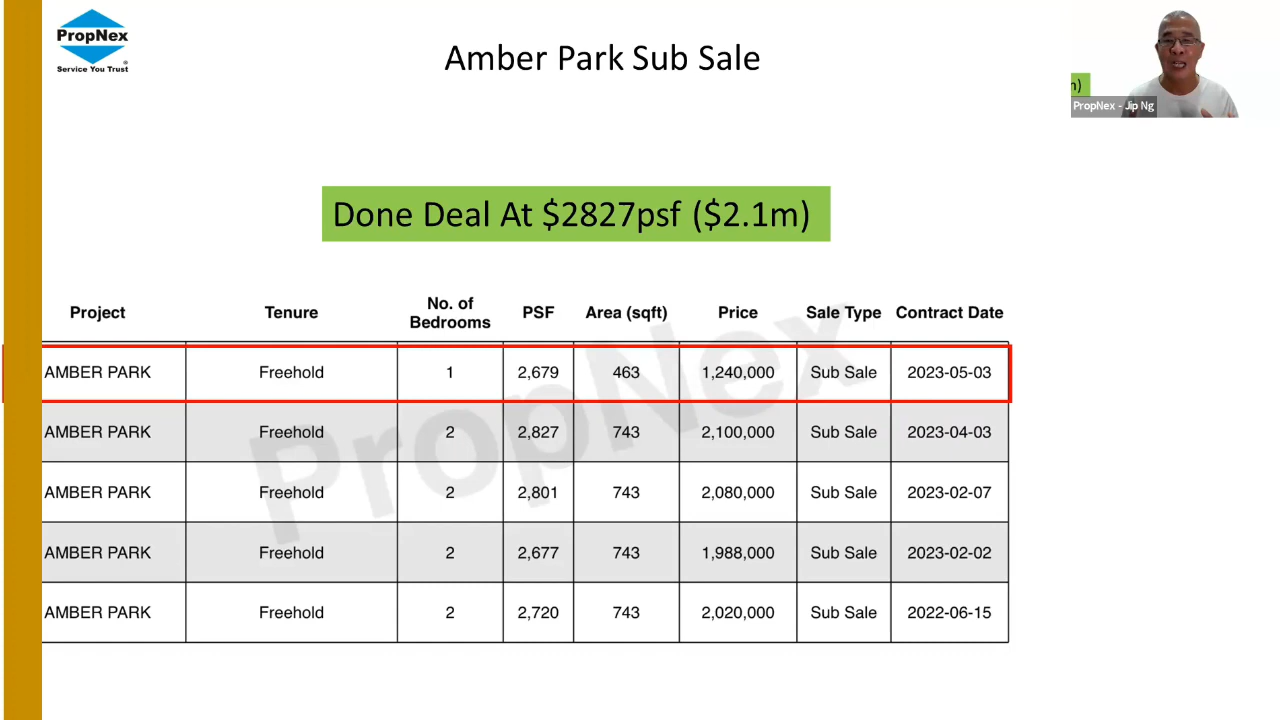 PropNex
Service You Trust
Amber Park Sub Sale
n)
PropNex - Jip Ng
Done Deal At $2827psf ($2.1m)
Project Tenure No. of Bedrooms PSF Area (sqft) Price Sale Type Contract Date
AMBER PARK Freehold 1 2,679 463 1,240,000 Sub Sale 2023-05-03
AMBER PARK Freehold 2 2,827 743 2,100,000 Sub Sale 2023-04-03
AMBER PARK Freehold 2 2,801 743 2,080,000 Sub Sale 2023-02-07
AMBER PARK Freehold 2 2,677 743 1,988,000 Sub Sale 2023-02-02
AMBER PARK Freehold 2 2,720 743 2,020,000 Sub Sale 2022-06-15
PropNex